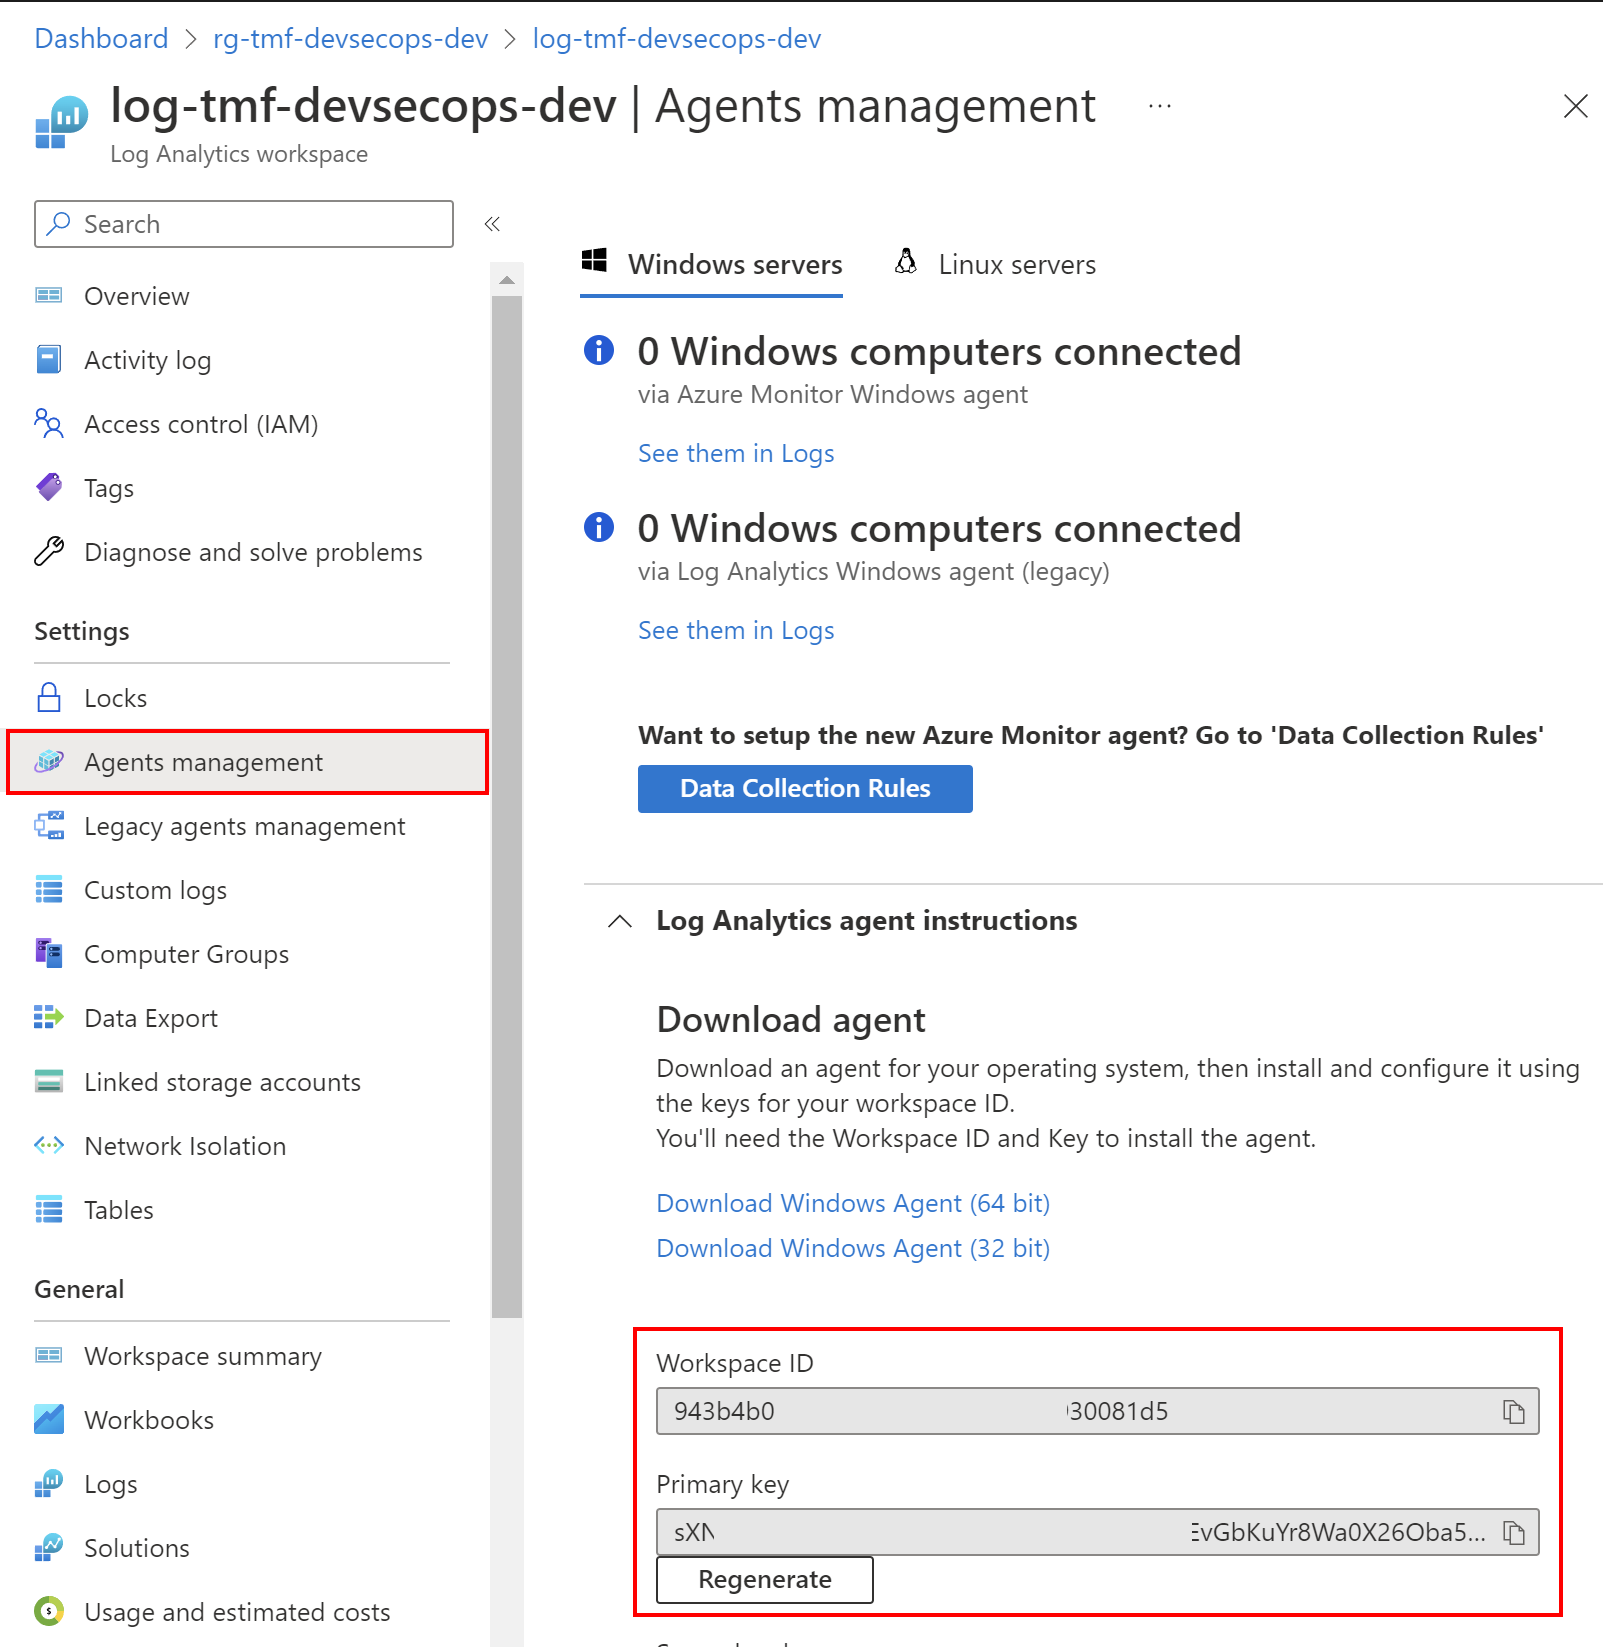 Dashboard > rg-tmf-devsecops-dev > log-tmf-devsecops-dev
log-tmf-devsecops-dev | Agents management ...
Log Analytics workspace
Search
«
Overview
Activity log
Access control (IAM)
Tags
Diagnose and solve problems
Settings
Locks
Agents management
Legacy agents management
Custom logs
Computer Groups
Data Export
Linked storage accounts
Network Isolation
Tables
General
Workspace summary
Workbooks
Logs
Solutions
Usage and estimated costs
Windows servers
Linux servers
0 Windows computers connected
via Azure Monitor Windows agent
See them in Logs
0 Windows computers connected
via Log Analytics Windows agent (legacy)
See them in Logs
Want to setup the new Azure Monitor agent? Go to 'Data Collection Rules'
Data Collection Rules
Log Analytics agent instructions
Download agent
Download an agent for your operating system, then install and configure it using
the keys for your workspace ID.
You'll need the Workspace ID and Key to install the agent.
Download Windows Agent (64 bit)
Download Windows Agent (32 bit)
Workspace ID
943b4b0 30081d5
Primary key
sXN EvGbKuYr8Wa0X26Oba5...
Regenerate